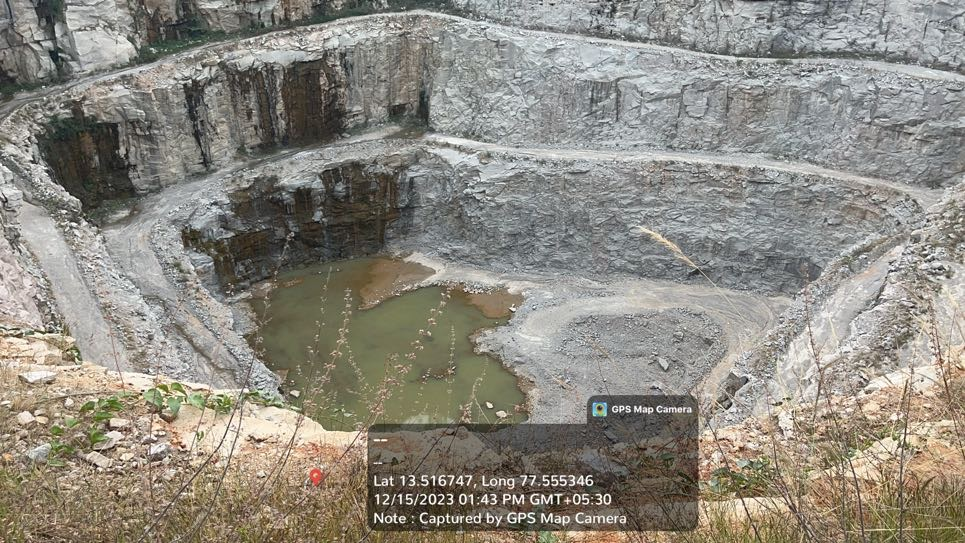 GPS Map Camera
--
--
Lat 13.516747, Long 77.555346
12/15/2023 01:43 PM GMT+05:30
Note : Captured by GPS Map Camera